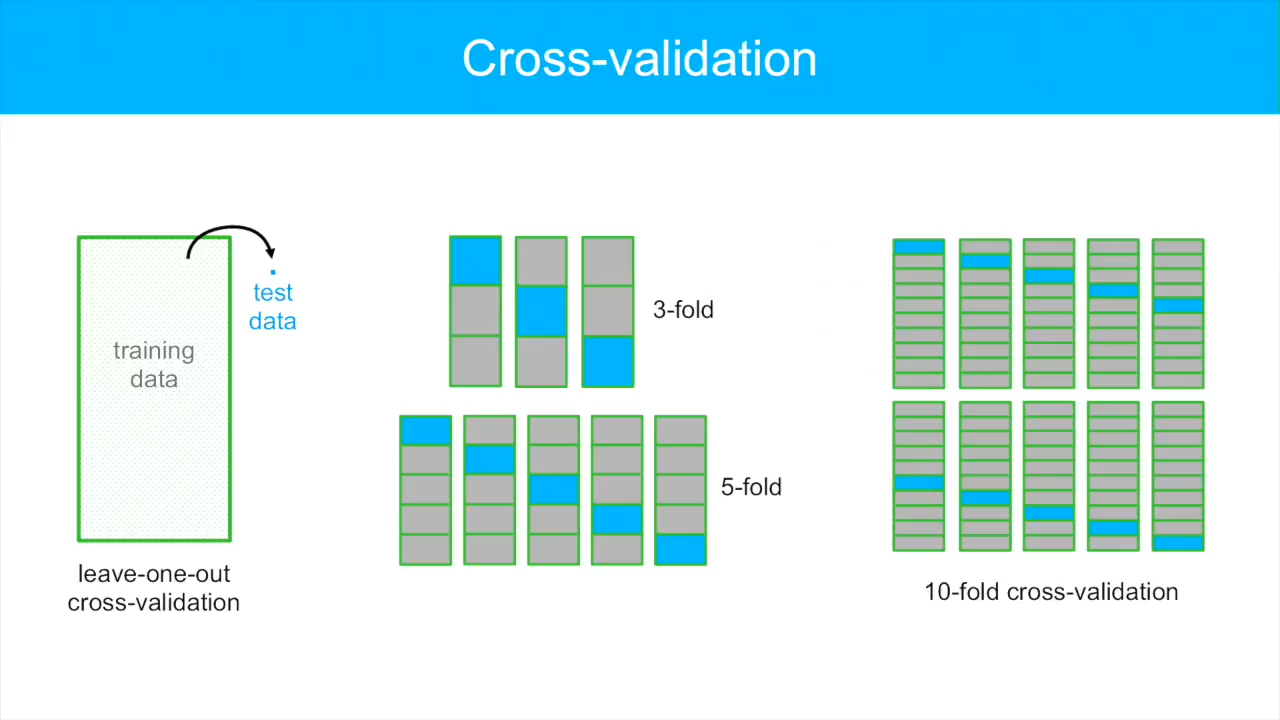 Cross-validation
test
data
training
data
leave-one-out
cross-validation
3-fold
5-fold
10-fold cross-validation